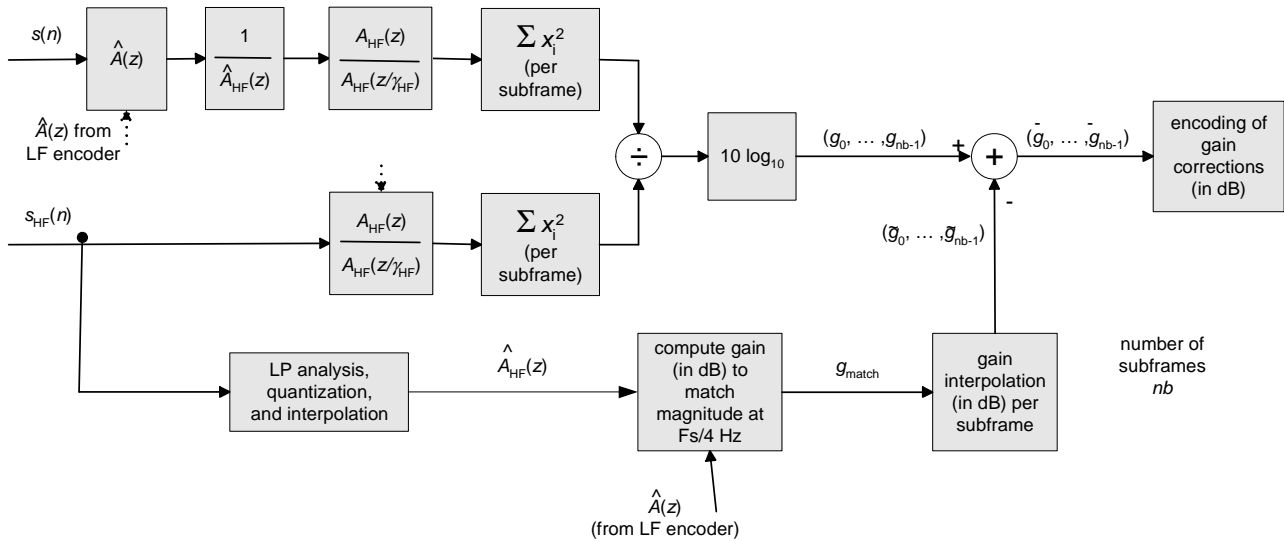 s(n)
Â(z)
1
Â_HF(z)
A_HF(z)
A_HF(z/γ_HF)
Σ x_i²
(per
subframe)
Â(z) from
LF encoder
÷
10 log₁₀
(g₀, … ,g_nb-1)
+
+
-
(g̅₀, … ,g̅_nb-1)
encoding of
gain
corrections
(in dB)
s_HF(n)
A_HF(z)
A_HF(z/γ_HF)
Σ x_i²
(per
subframe)
(g̃₀, … ,g̃_nb-1)
LP analysis,
quantization,
and interpolation
Â_HF(z)
compute gain
(in dB) to
match
magnitude at
Fs/4 Hz
g_match
gain
interpolation
(in dB) per
subframe
number of
subframes
nb
Â(z)
(from LF encoder)